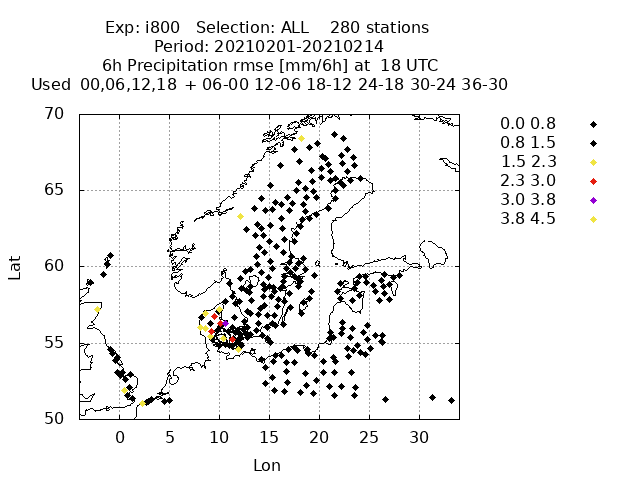 Exp: i800 Selection: ALL 280 stations
Period: 20210201-20210214
6h Precipitation rmse [mm/6h] at 18 UTC
Used 00,06,12,18 + 06-00 12-06 18-12 24-18 30-24 36-30
70
65
60
55
50
Lat
0 5 10 15 20 25 30
Lon
0.0 0.8
0.8 1.5
1.5 2.3
2.3 3.0
3.0 3.8
3.8 4.5